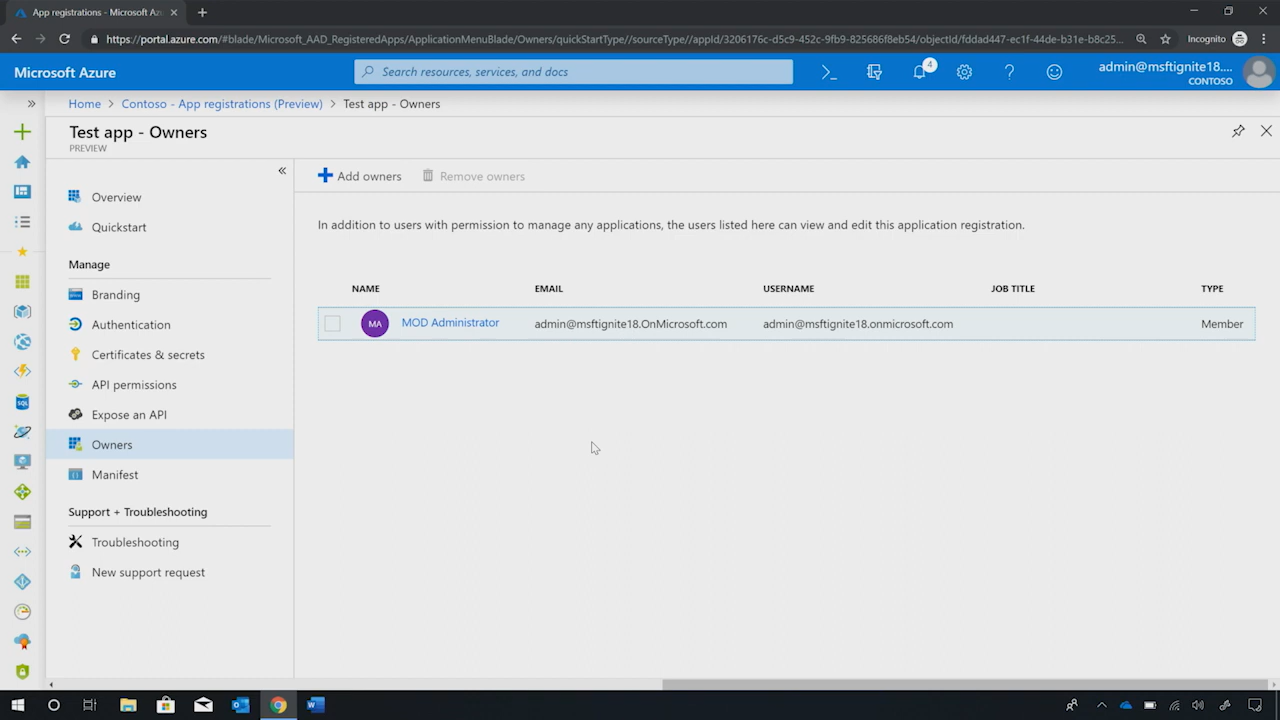 App registrations - Microsoft Az
https://portal.azure.com/#blade/Microsoft_AAD_RegisteredApps/ApplicationMenuBlade/Owners/quickStartType//sourceType//appId/3206176c-d5c9-452c-9fb9-825686f8eb54/objectId/fddad447-ec1f-44de-b31e-b8c25...
Incognito
Microsoft Azure
Search resources, services, and docs
4
admin@msftignite18....
CONTOSO
Home > Contoso - App registrations (Preview) > Test app - Owners
Test app - Owners
PREVIEW
Overview
Quickstart
Manage
Branding
Authentication
Certificates & secrets
API permissions
Expose an API
Owners
Manifest
Support + Troubleshooting
Troubleshooting
New support request
Add owners
Remove owners
In addition to users with permission to manage any applications, the users listed here can view and edit this application registration.
NAME EMAIL USERNAME JOB TITLE TYPE
MA MOD Administrator admin@msftignite18.OnMicrosoft.com admin@msftignite18.onmicrosoft.com Member
SQL